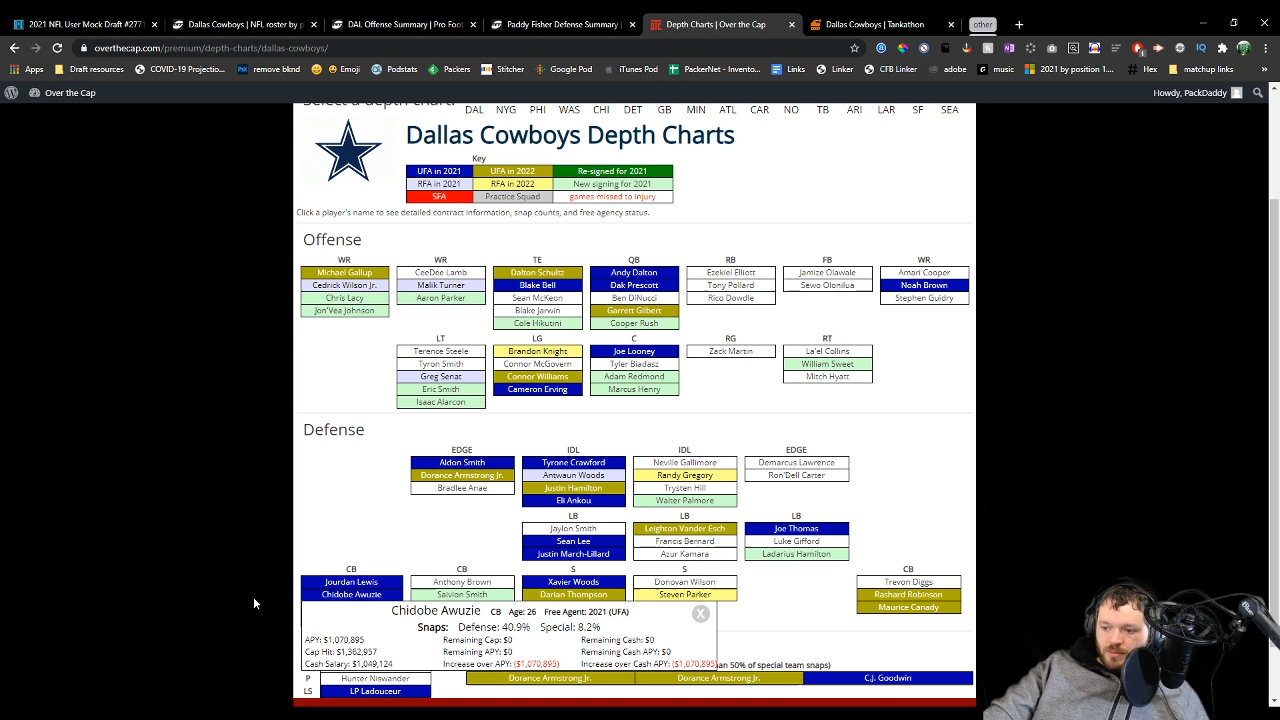 2021 NFL User Mock Draft #277
Dallas Cowboys | NFL roster by p
DAL Offense Summary | Pro Foot
Paddy Fisher Defense Summary
Depth Charts | Over the Cap
Dallas Cowboys | Tankathon
other
overthecap.com/premium/depth-charts/dallas-cowboys/
Apps
Draft resources
COVID-19 Projectio...
remove bknd
Emoji
Podstats
Packers
Stitcher
Google Pod
iTunes Pod
PackerNet - Invento...
Links
Linker
CFB Linker
adobe
music
2021 by position 1....
Hex
matchup links
Over the Cap
Howdy, PackDaddy
Select a depth chart:
DAL NYG PHI WAS CHI DET GB MIN ATL CAR NO TB ARI LAR SF SEA
Dallas Cowboys Depth Charts
Key
UFA in 2021 UFA in 2022 Re-signed for 2021
RFA in 2021 RFA in 2022 New signing for 2021
SFA Practice Squad games missed to injury
Click a player's name to see detailed contract information, snap counts, and free agency status.
Offense
WR WR TE QB RB FB WR
Michael Gallup CeeDee Lamb Dalton Schultz Andy Dalton Ezekiel Elliott Jamize Olawale Amari Cooper
Cedrick Wilson Jr. Malik Turner Blake Bell Dak Prescott Tony Pollard Sewo Olonilua Noah Brown
Chris Lacy Aaron Parker Sean McKeon Ben DiNucci Rico Dowdle Stephen Guidry
Jon'Vea Johnson Blake Jarwin Garrett Gilbert
Cole Hikutini Cooper Rush
LT LG C RG RT
Terence Steele Brandon Knight Joe Looney Zack Martin La'el Collins
Tyron Smith Connor McGovern Tyler Biadasz William Sweet
Greg Senat Connor Williams Adam Redmond Mitch Hyatt
Eric Smith Cameron Erving Marcus Henry
Isaac Alarcon
Defense
EDGE IDL IDL EDGE
Aldon Smith Tyrone Crawford Neville Gallimore Demarcus Lawrence
Dorance Armstrong Jr. Antwaun Woods Randy Gregory Ron'Dell Carter
Bradlee Anae Justin Hamilton Trysten Hill
Eli Ankou Walter Palmore
LB LB LB
Jaylon Smith Leighton Vander Esch Joe Thomas
Sean Lee Francis Bernard Luke Gifford
Justin March-Lillard Azur Kamara Ladarius Hamilton
CB CB S S CB
Jourdan Lewis Anthony Brown Xavier Woods Donovan Wilson Trevon Diggs
Chidobe Awuzie Saivion Smith Darian Thompson Steven Parker Rashard Robinson
Maurice Canady
Chidobe Awuzie CB Age: 26 Free Agent: 2021 (UFA) X
Snaps: Defense: 40.9% Special: 8.2%
APY: $1,070,895 Remaining Cap: $0 Remaining Cash: $0
Cap Hit: $1,362,957 Remaining APY: $0 Remaining Cash APY: $0
Cash Salary: $1,049,124 Increase over APY: ($1,070,895) Increase over Cash APY: ($1,070,895)
an 50% of special team snaps)
P Hunter Niswander Dorance Armstrong Jr. Dorance Armstrong Jr. C.J. Goodwin
LS LP Ladouceur